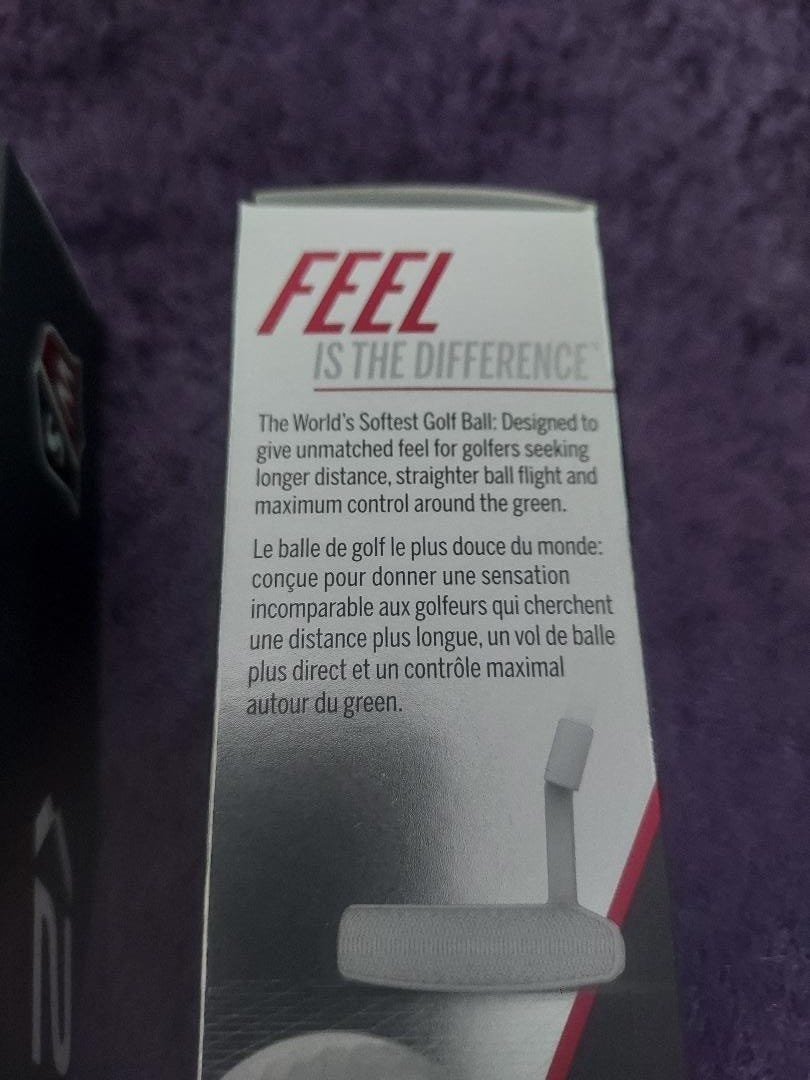 FEEL
IS THE DIFFERENCE™
The World's Softest Golf Ball: Designed to
give unmatched feel for golfers seeking
longer distance, straighter ball flight and
maximum control around the green.
Le balle de golf le plus douce du monde:
conçue pour donner une sensation
incomparable aux golfeurs qui cherchent
une distance plus longue, un vol de balle
plus direct et un contrôle maximal
autour du green.